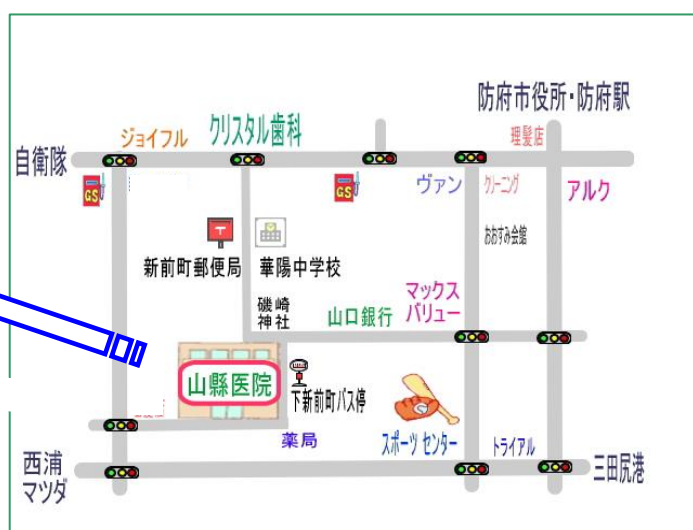 防府市役所・防府駅
ジョイフル
クリスタル歯科
理髪店
自衛隊
GS
GS
ヴァン
クリーニング
アルク
おおすみ会館
新前町郵便局
華陽中学校
磯崎
神社
山口銀行
マックス
バリュー
山縣医院
下新前町バス停
薬局
スポーツ センター
トライアル
西浦
マツダ
三田尻港